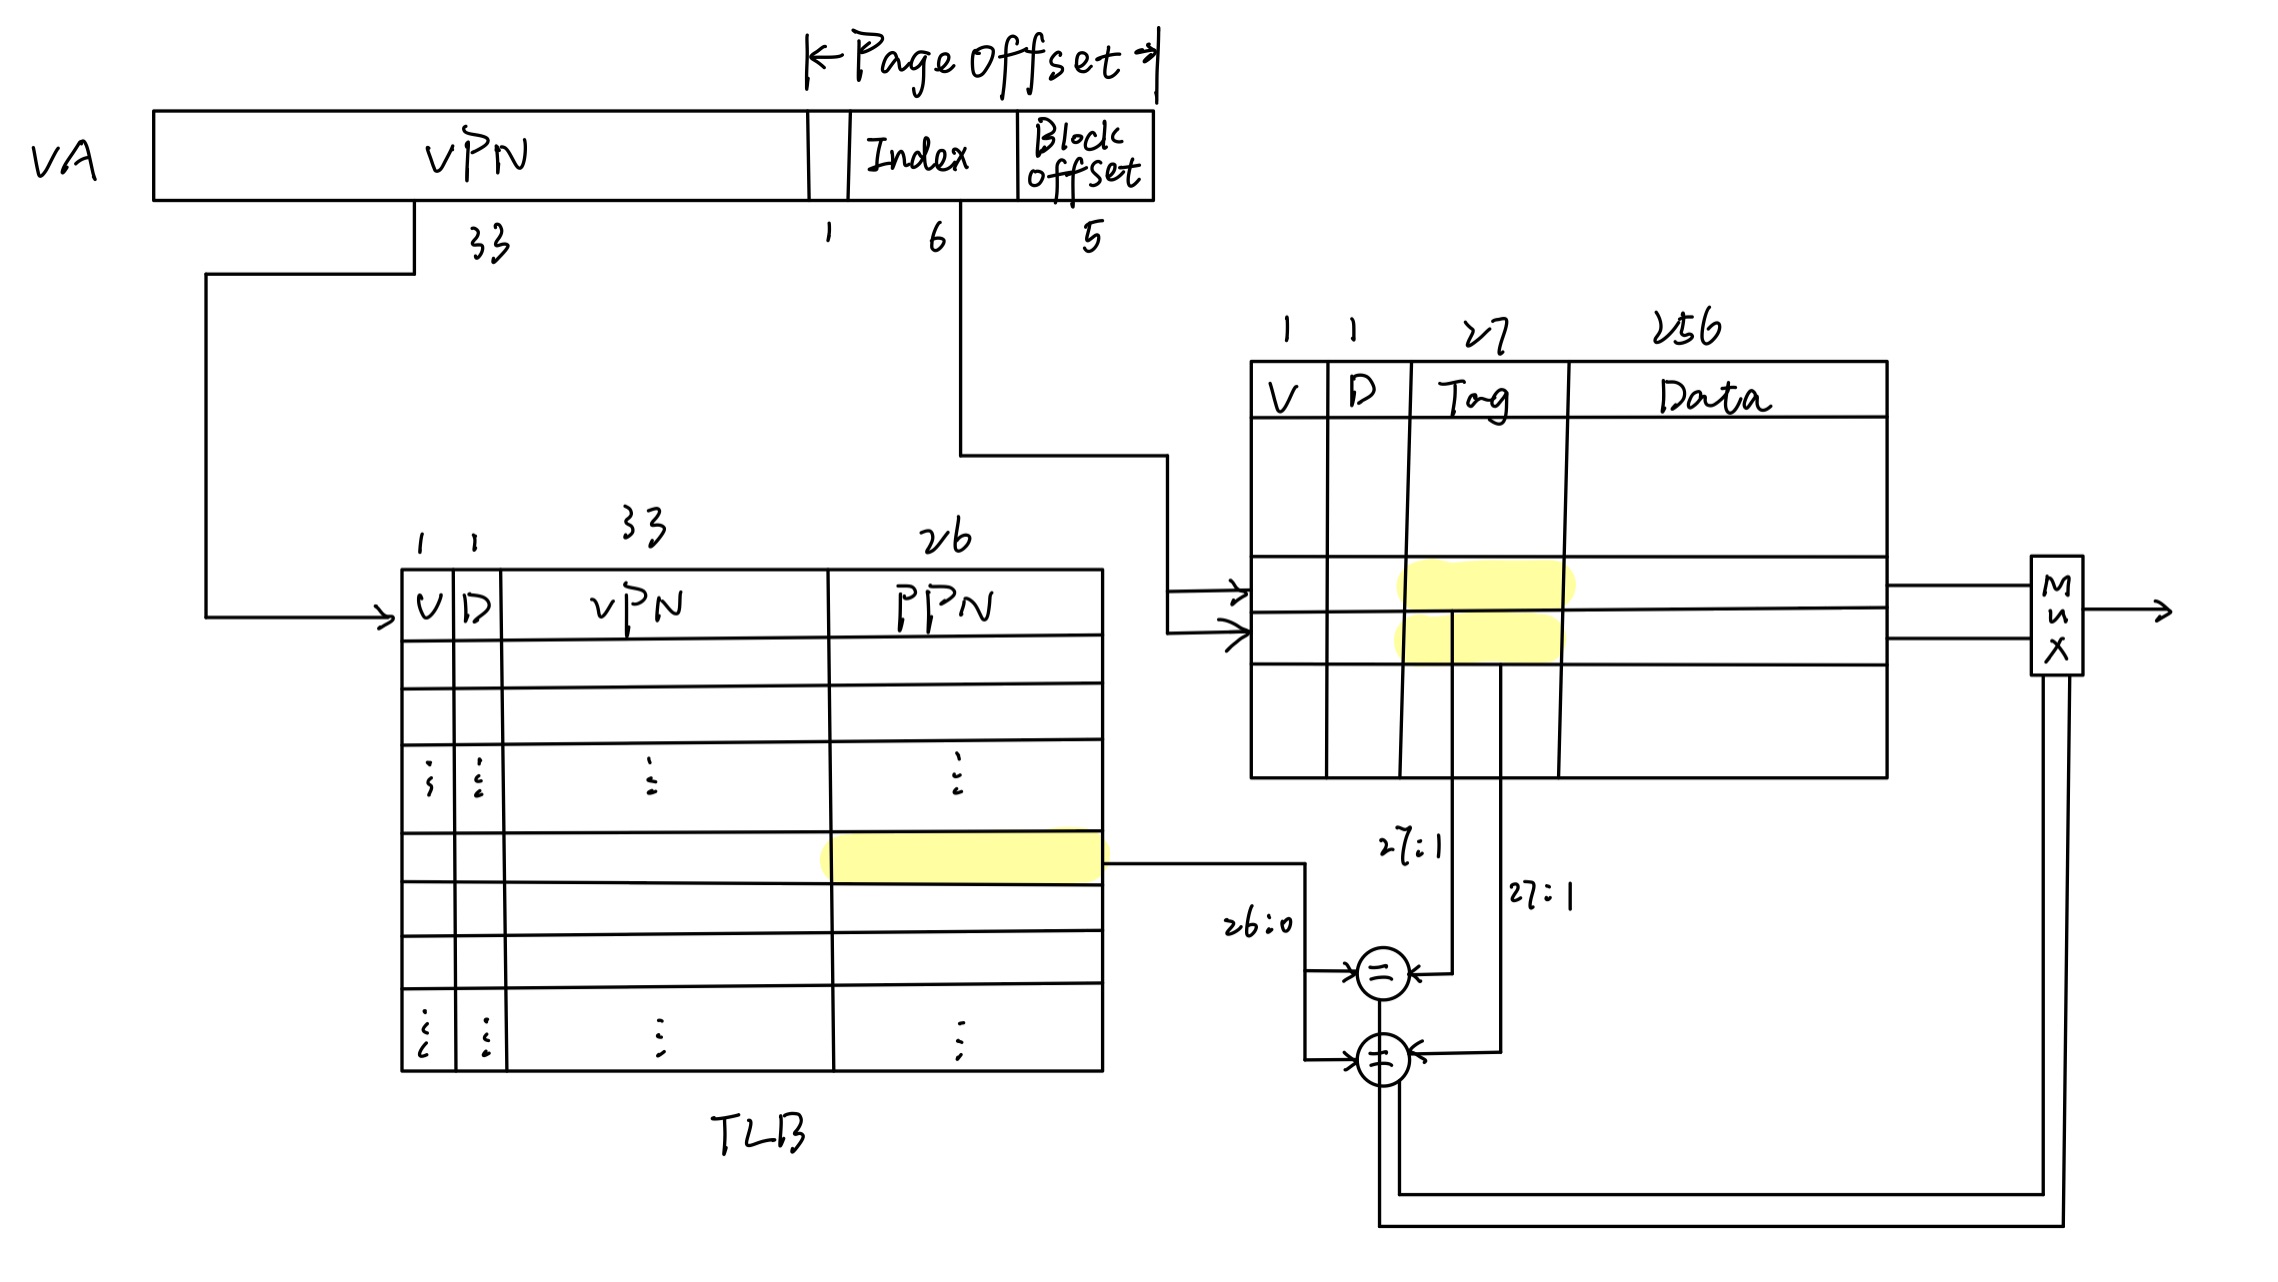 Page Offset
VA VPN Index Block offset
33 1 6 5
1 1 27 256
V D Tag Data
1 1 33 26
V D VPN PPN
Mux
27:1
27:1
26:0
=
=
TLB